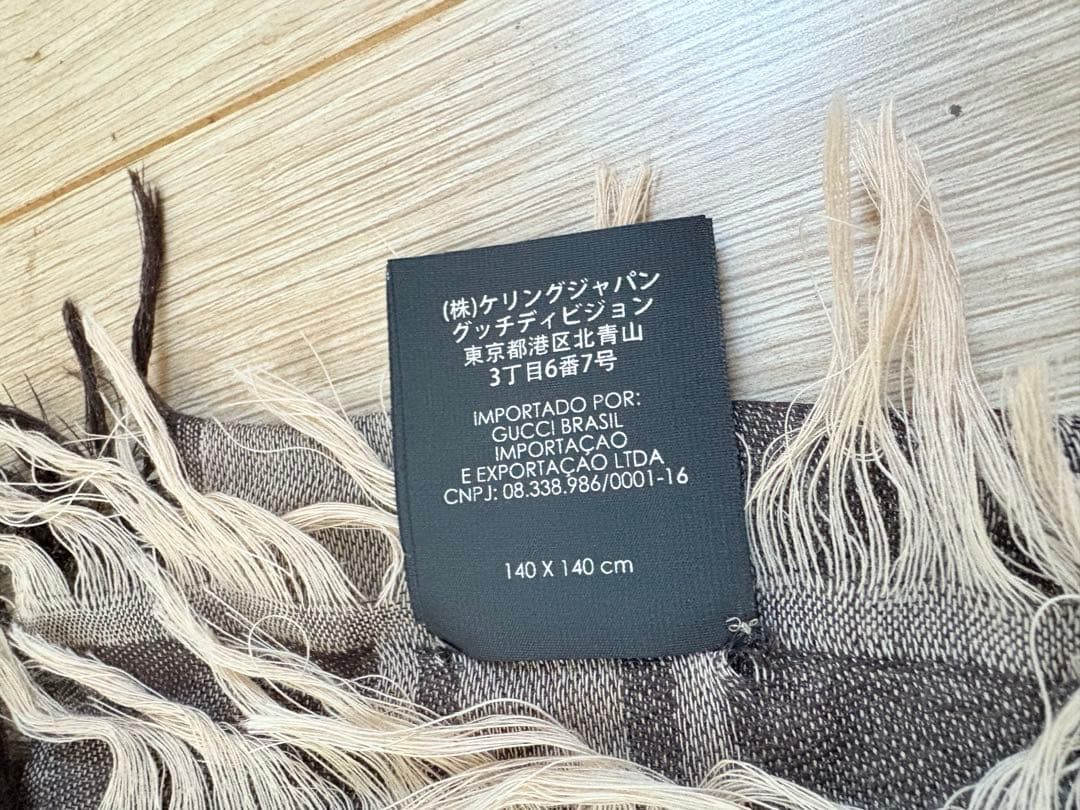 (株)ケリングジャパン
グッチディビジョン
東京都港区北青山
3丁目6番7号
IMPORTADO POR:
GUCCI BRASIL
IMPORTAÇAO
E EXPORTAÇAO LTDA
CNPJ: 08.338.986/0001-16
140 X 140 cm